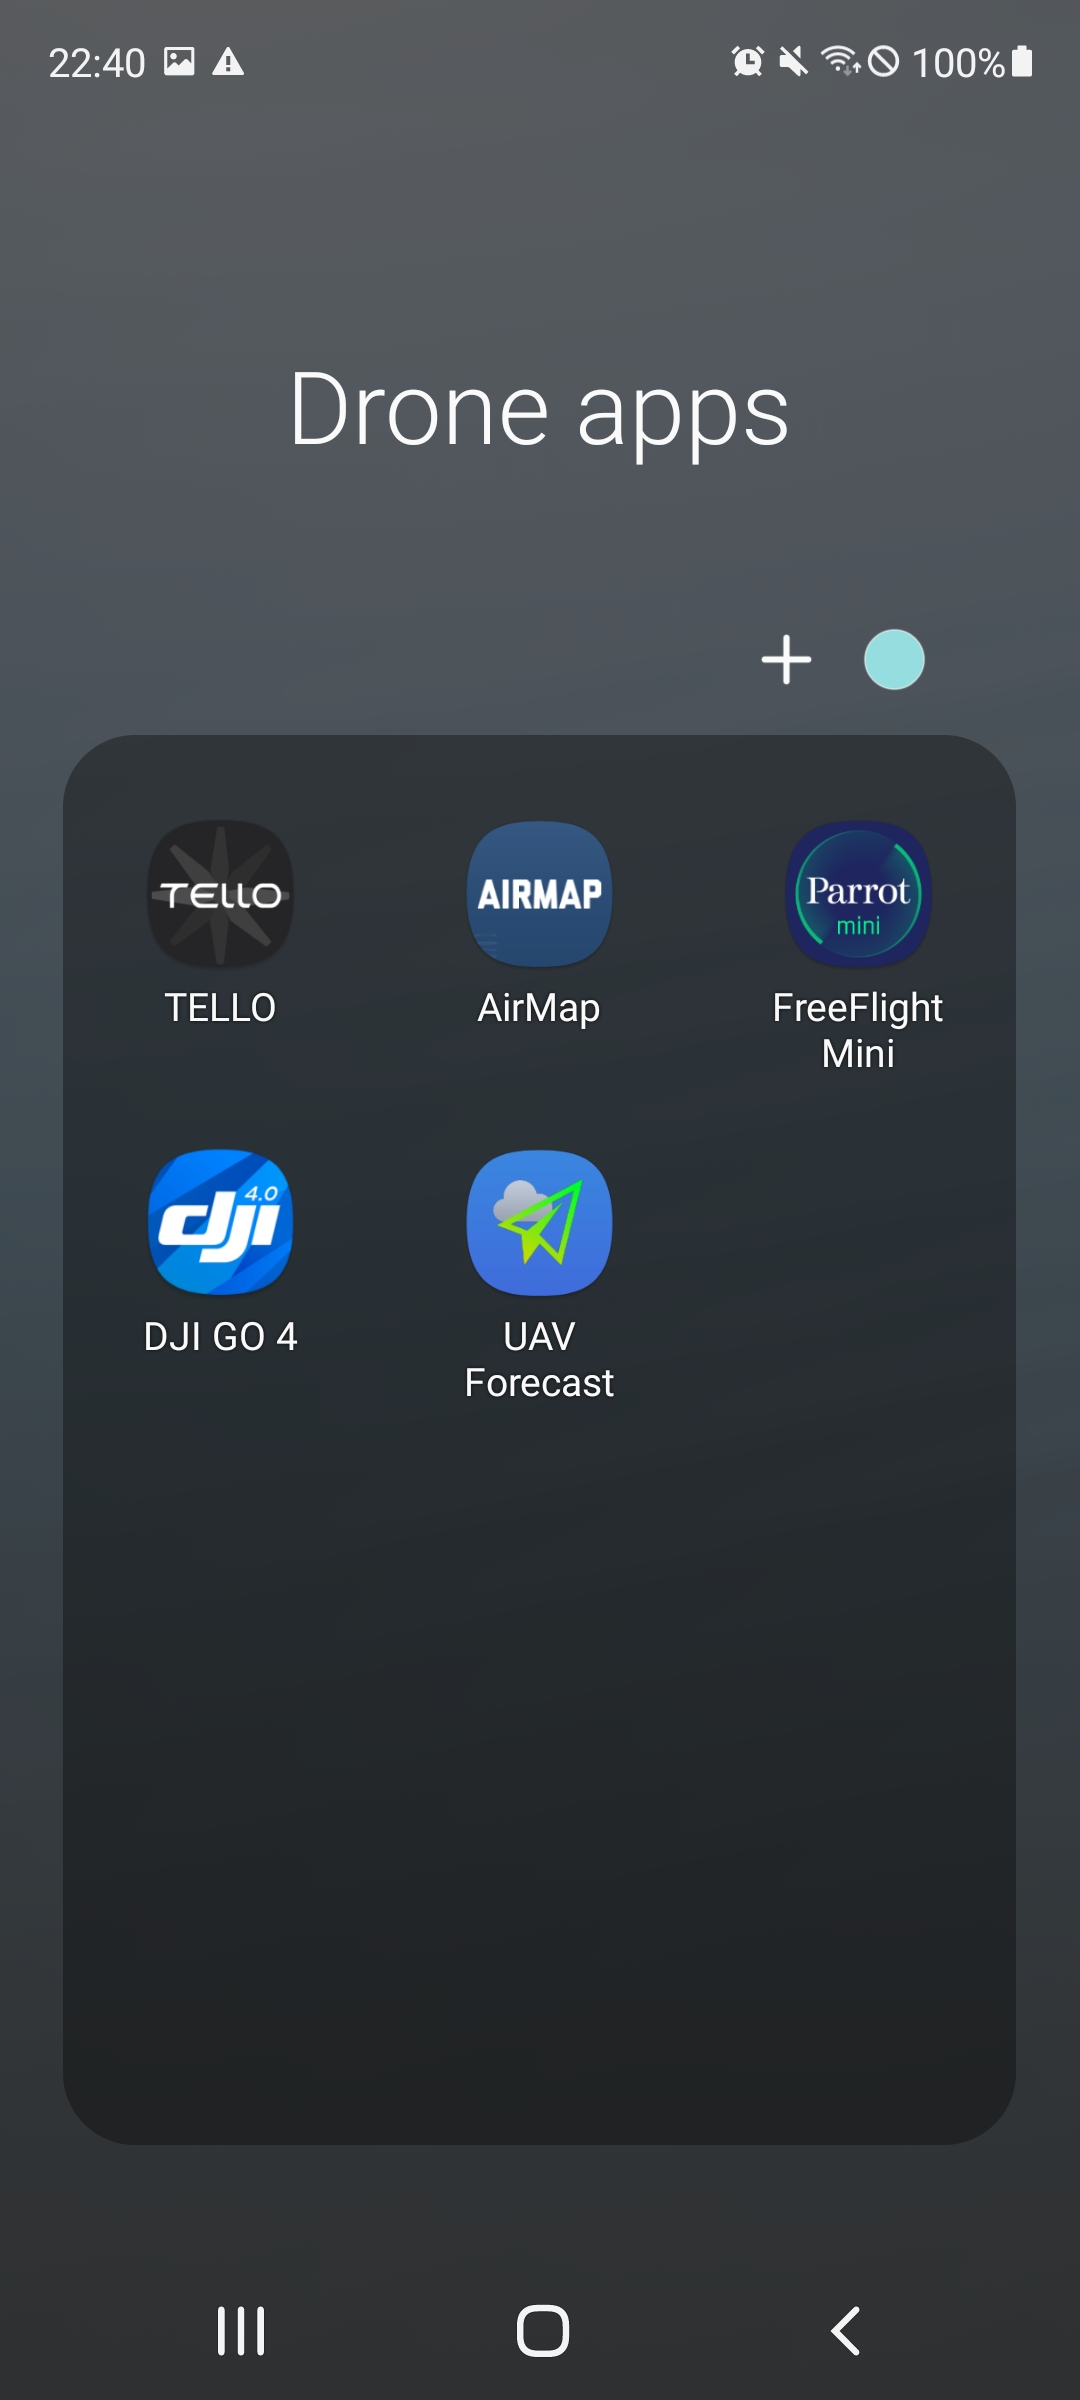 22:40 100%
Drone apps
TELLO
AIRMAP
Parrot
mini
TELLO
AirMap
FreeFlight
Mini
4.0
dji
DJI GO 4
UAV
Forecast